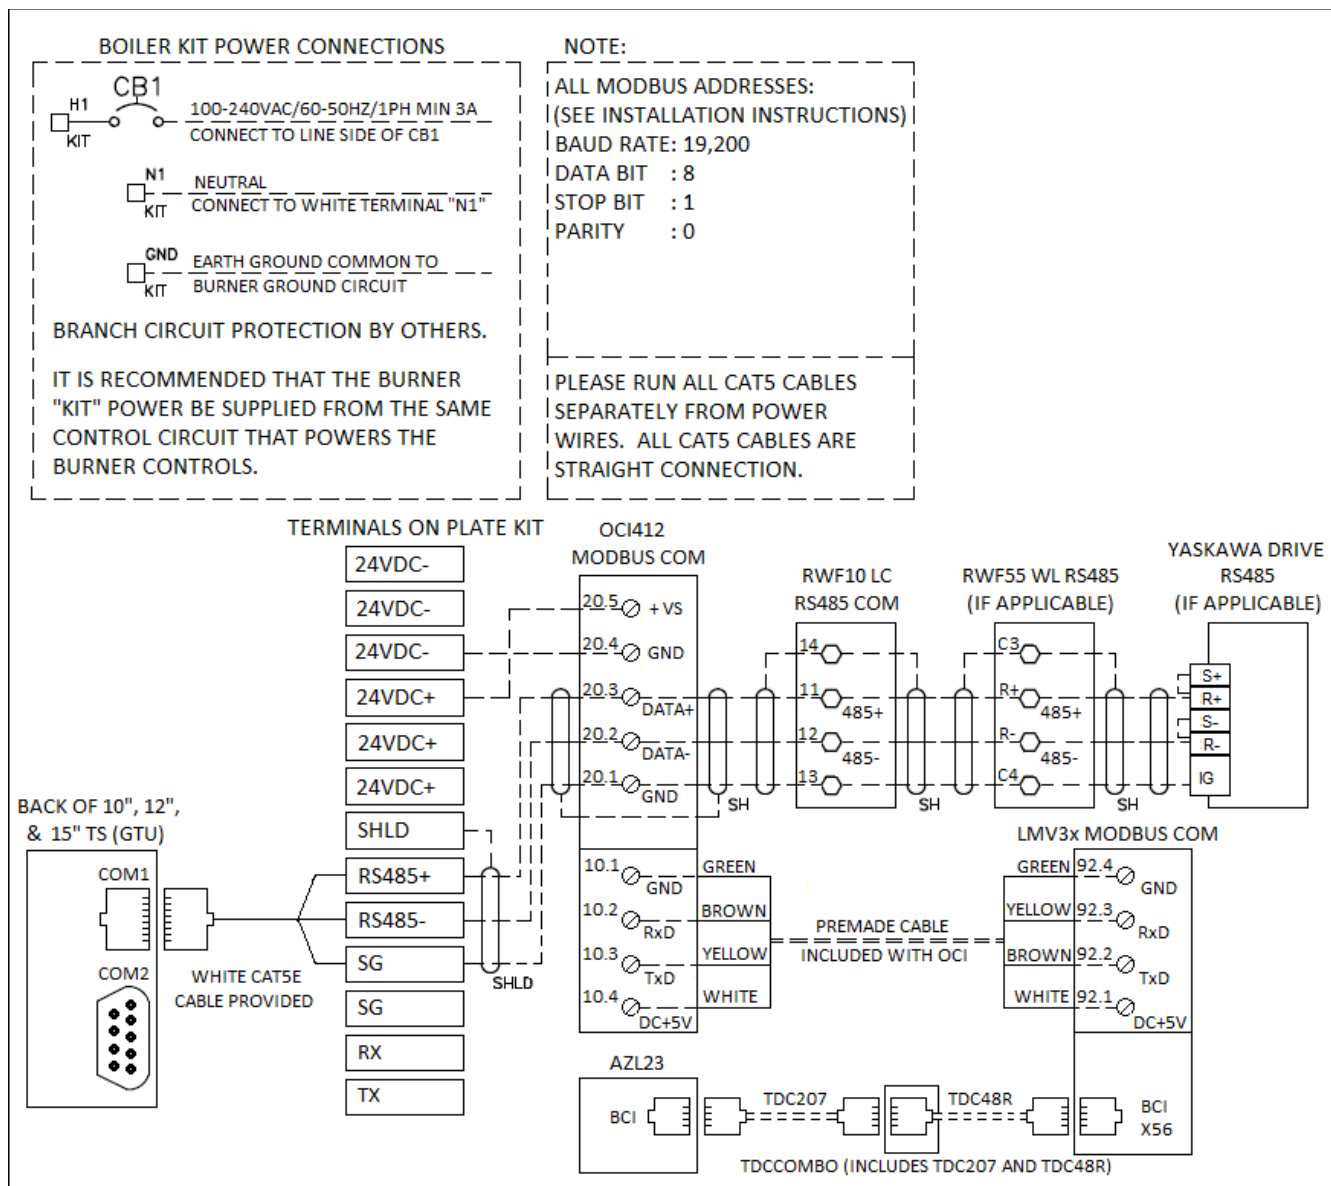 BOILER KIT POWER CONNECTIONS
CB1
H1
KIT
100-240VAC/60-50HZ/1PH MIN 3A
CONNECT TO LINE SIDE OF CB1
N1
KIT
NEUTRAL
CONNECT TO WHITE TERMINAL "N1"
GND
KIT
EARTH GROUND COMMON TO
BURNER GROUND CIRCUIT
BRANCH CIRCUIT PROTECTION BY OTHERS.
IT IS RECOMMENDED THAT THE BURNER
"KIT" POWER BE SUPPLIED FROM THE SAME
CONTROL CIRCUIT THAT POWERS THE
BURNER CONTROLS.
NOTE:
ALL MODBUS ADDRESSES:
(SEE INSTALLATION INSTRUCTIONS)
BAUD RATE: 19,200
DATA BIT : 8
STOP BIT : 1
PARITY : 0
PLEASE RUN ALL CAT5 CABLES
SEPARATELY FROM POWER
WIRES. ALL CAT5 CABLES ARE
STRAIGHT CONNECTION.
TERMINALS ON PLATE KIT
24VDC-
24VDC-
24VDC-
24VDC+
24VDC+
24VDC+
SHLD
RS485+
RS485-
SG
SG
RX
TX
SHLD
BACK OF 10", 12",
& 15" TS (GTU)
COM1
COM2
WHITE CAT5E
CABLE PROVIDED
OCI412
MODBUS COM
20.5 + VS
20.4 GND
20.3 DATA+
20.2 DATA-
20.1 GND
10.1 GND GREEN
10.2 RxD BROWN
10.3 TxD YELLOW
10.4 DC+5V WHITE
SH
RWF10 LC
RS485 COM
14
11 485+
12 485-
13
SH
RWF55 WL RS485
(IF APPLICABLE)
C3
R+ 485+
R- 485-
C4
SH
YASKAWA DRIVE
RS485
(IF APPLICABLE)
S+
R+
S-
R-
IG
PREMADE CABLE
INCLUDED WITH OCI
LMV3x MODBUS COM
GREEN 92.4 GND
YELLOW 92.3 RxD
BROWN 92.2 TxD
WHITE 92.1 DC+5V
BCI
X56
AZL23
BCI
TDC207
TDC48R
TDCCOMBO (INCLUDES TDC207 AND TDC48R)